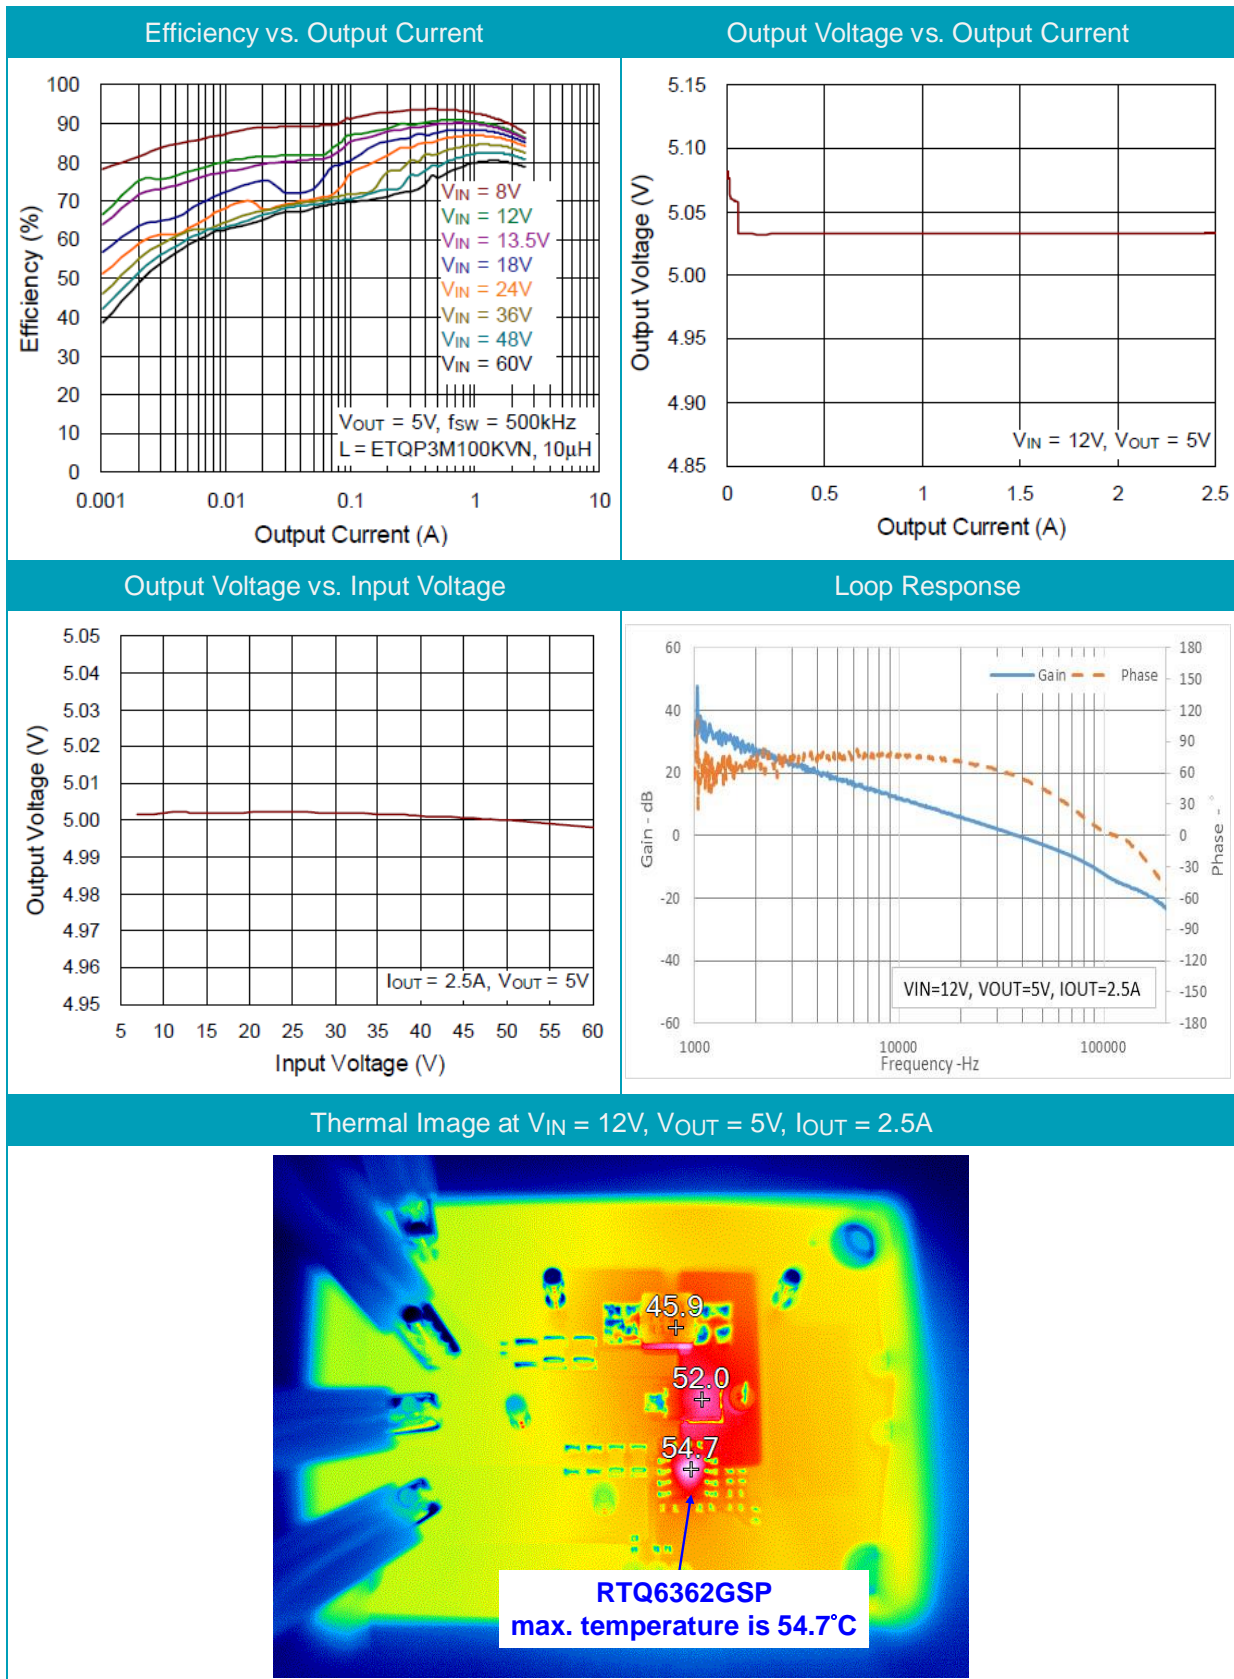 Efficiency vs. Output Current
100
90
80
70
60
50
40
30
20
10
0
Efficiency (%)
VIN = 8V
VIN = 12V
VIN = 13.5V
VIN = 18V
VIN = 24V
VIN = 36V
VIN = 48V
VIN = 60V
VOUT = 5V, fSW = 500kHz
L = ETQP3M100KVN, 10μH
0.001 0.01 0.1 1 10
Output Current (A)
Output Voltage vs. Output Current
5.15
5.10
5.05
5.00
4.95
4.90
4.85
Output Voltage (V)
VIN = 12V, VOUT = 5V
0 0.5 1 1.5 2 2.5
Output Current (A)
Output Voltage vs. Input Voltage
5.05
5.04
5.03
5.02
5.01
5.00
4.99
4.98
4.97
4.96
4.95
Output Voltage (V)
IOUT = 2.5A, VOUT = 5V
5 10 15 20 25 30 35 40 45 50 55 60
Input Voltage (V)
Loop Response
60
40
20
0
-20
-40
-60
Gain - dB
Gain Phase
180
150
120
90
60
30
0
-30
-60
-90
-120
-150
-180
Phase - °
VIN=12V, VOUT=5V, IOUT=2.5A
1000 10000 100000
Frequency -Hz
Thermal Image at VIN = 12V, VOUT = 5V, IOUT = 2.5A
45.9
52.0
54.7
RTQ6362GSP
max. temperature is 54.7°C